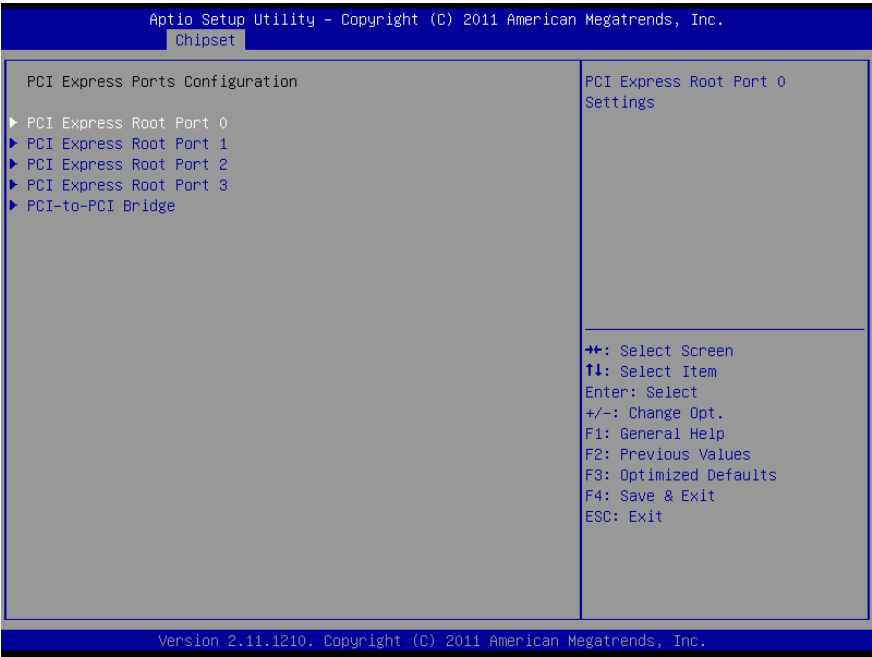 Aptio Setup Utility – Copyright (C) 2011 American Megatrends, Inc.
Chipset
PCI Express Ports Configuration
PCI Express Root Port 0
PCI Express Root Port 1
PCI Express Root Port 2
PCI Express Root Port 3
PCI-to-PCI Bridge
PCI Express Root Port 0
Settings
→←: Select Screen
↑↓: Select Item
Enter: Select
+/-: Change Opt.
F1: General Help
F2: Previous Values
F3: Optimized Defaults
F4: Save & Exit
ESC: Exit
Version 2.11.1210. Copyright (C) 2011 American Megatrends, Inc.